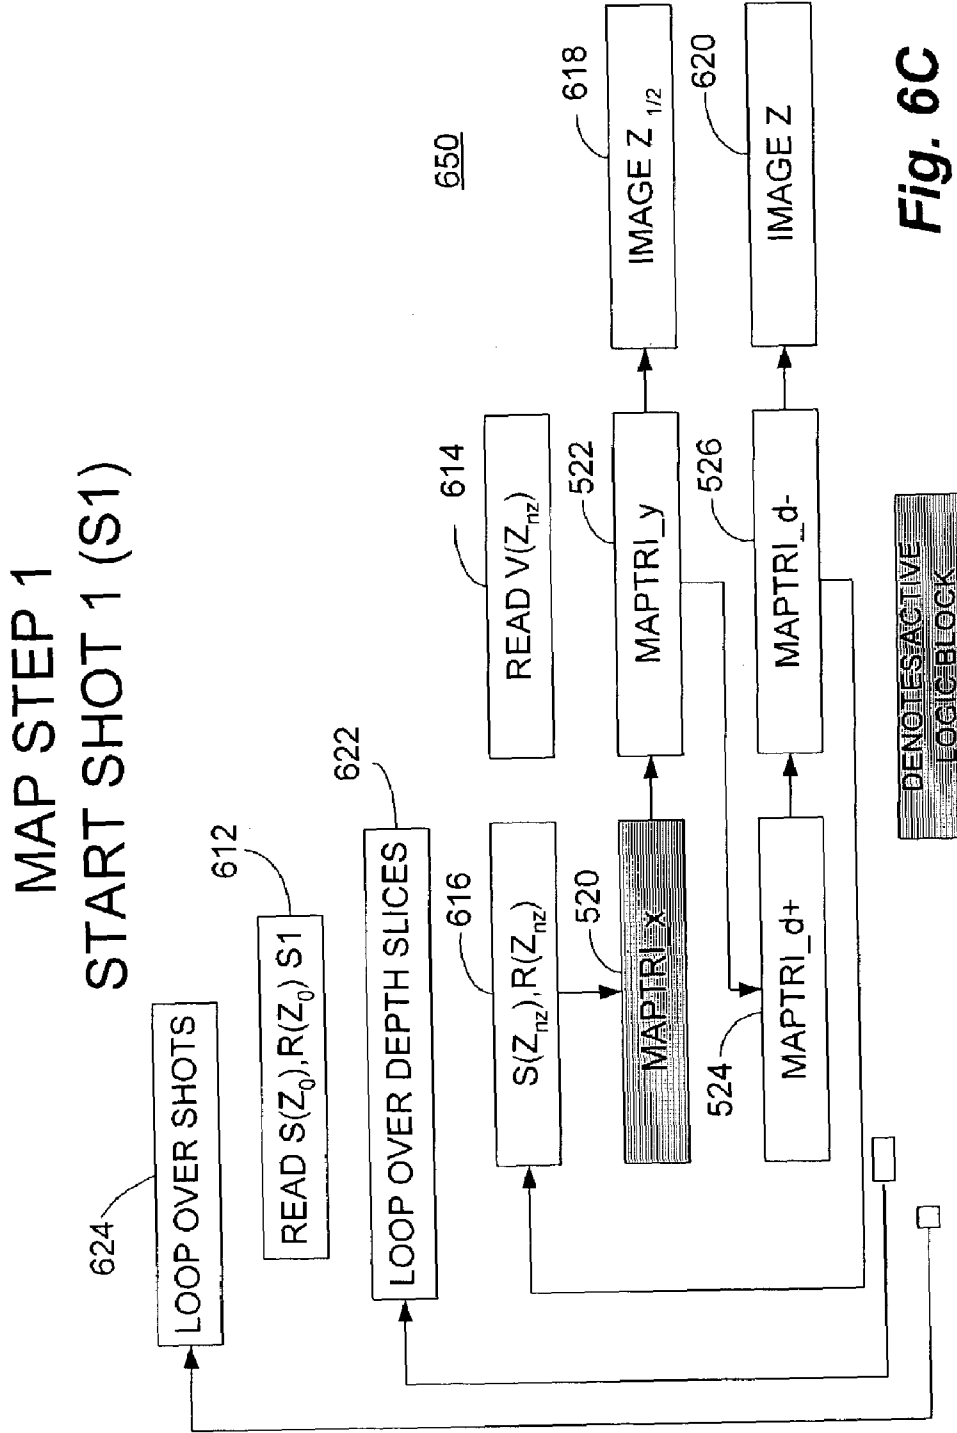 MAP STEP 1
START SHOT 1 (S1)
624
LOOP OVER SHOTS
612
READ S(Z0),R(Z0) S1
622
LOOP OVER DEPTH SLICES
650
616
S(Znz),R(Znz)
614
READ V(Znz)
520
MAPTRI_x
522
MAPTRI_y
618
IMAGE Z 1/2
524
MAPTRI_d+
526
MAPTRI_d-
620
IMAGE Z
DENOTES ACTIVE
LOGIC BLOCK
Fig. 6C